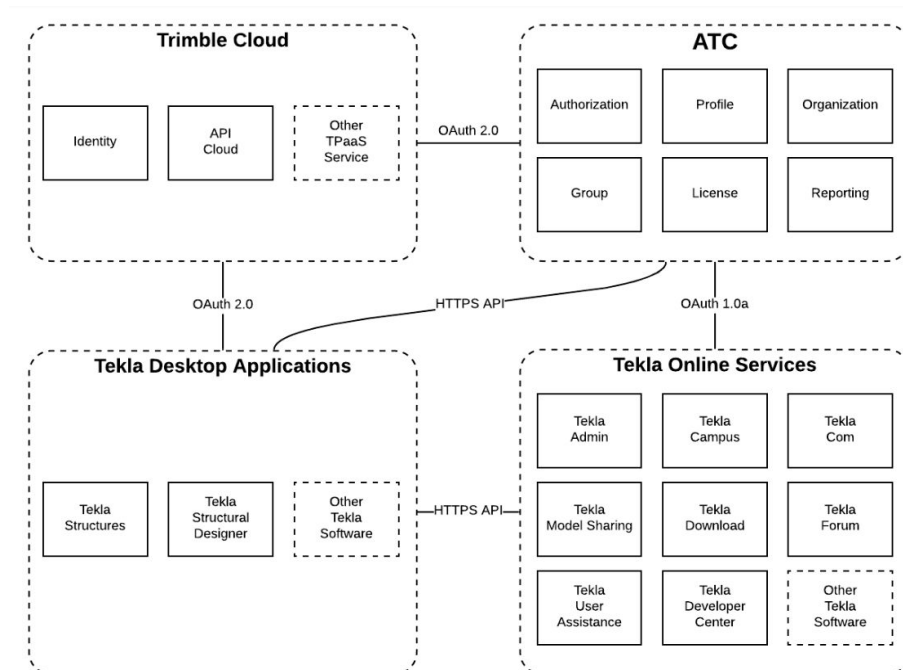 Trimble Cloud
Identity
API
Cloud
Other
TPaaS
Service
OAuth 2.0
ATC
Authorization
Profile
Organization
Group
License
Reporting
OAuth 2.0
HTTPS API
OAuth 1.0a
Tekla Desktop Applications
Tekla
Structures
Tekla
Structural
Designer
Other
Tekla
Software
HTTPS API
Tekla Online Services
Tekla
Admin
Tekla
Campus
Tekla
Com
Tekla
Model Sharing
Tekla
Download
Tekla
Forum
Tekla
User
Assistance
Tekla
Developer
Center
Other
Tekla
Software